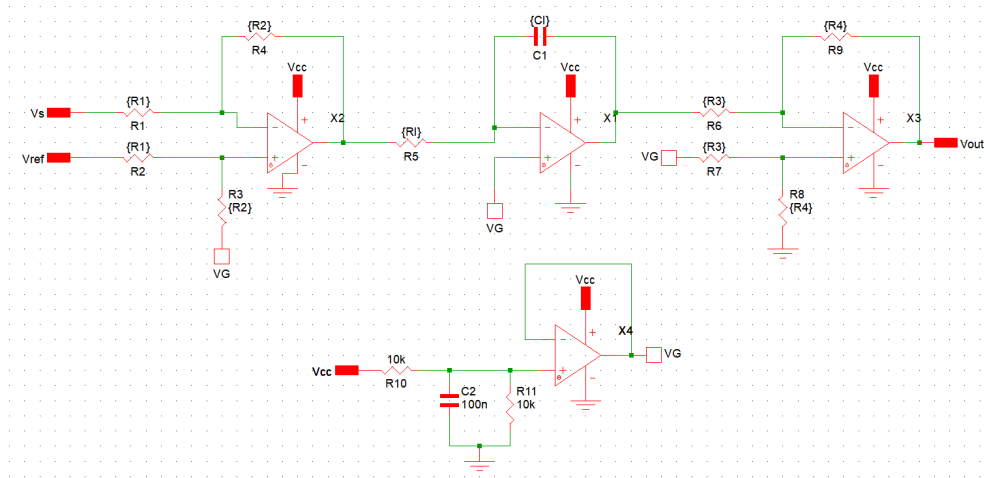 {R2}
R4
Vcc
X2
Vs
{R1}
R1
Vref
{R1}
R2
R3
{R2}
VG
{RI}
R5
{CI}
C1
Vcc
X1
VG
{R3}
R6
VG
{R3}
R7
{R4}
R9
Vcc
X3
Vout
R8
{R4}
Vcc
10k
R10
C2
100n
R11
10k
Vcc
X4
VG